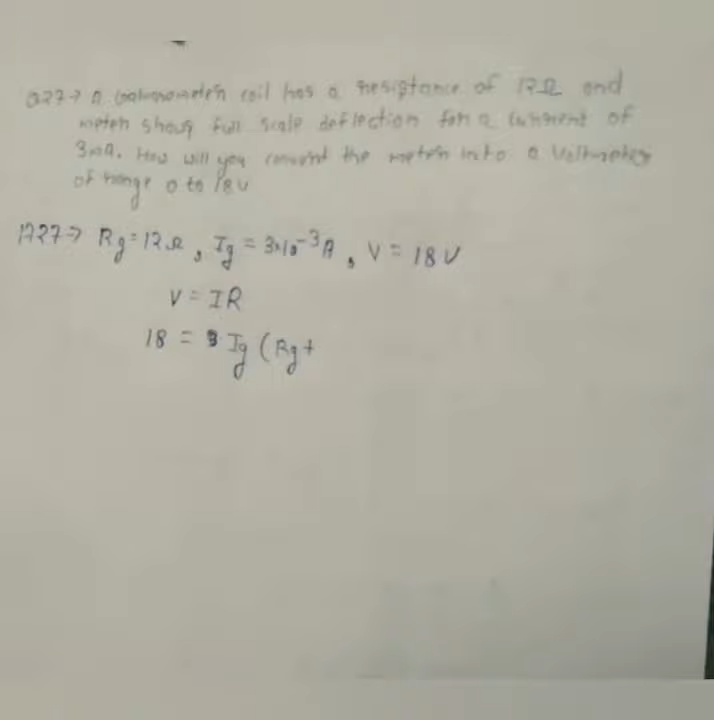 Q27→ A Galvanometer coil has a resistance of 12Ω and
meter shows full scale deflection for a current of
3mA. How will you convert the meter into a voltmeter
of range 0 to 18V
A27→ Rg=12Ω, Ig = 3×10⁻³A, V = 18V
V = IR
18 = Ig (Rg+